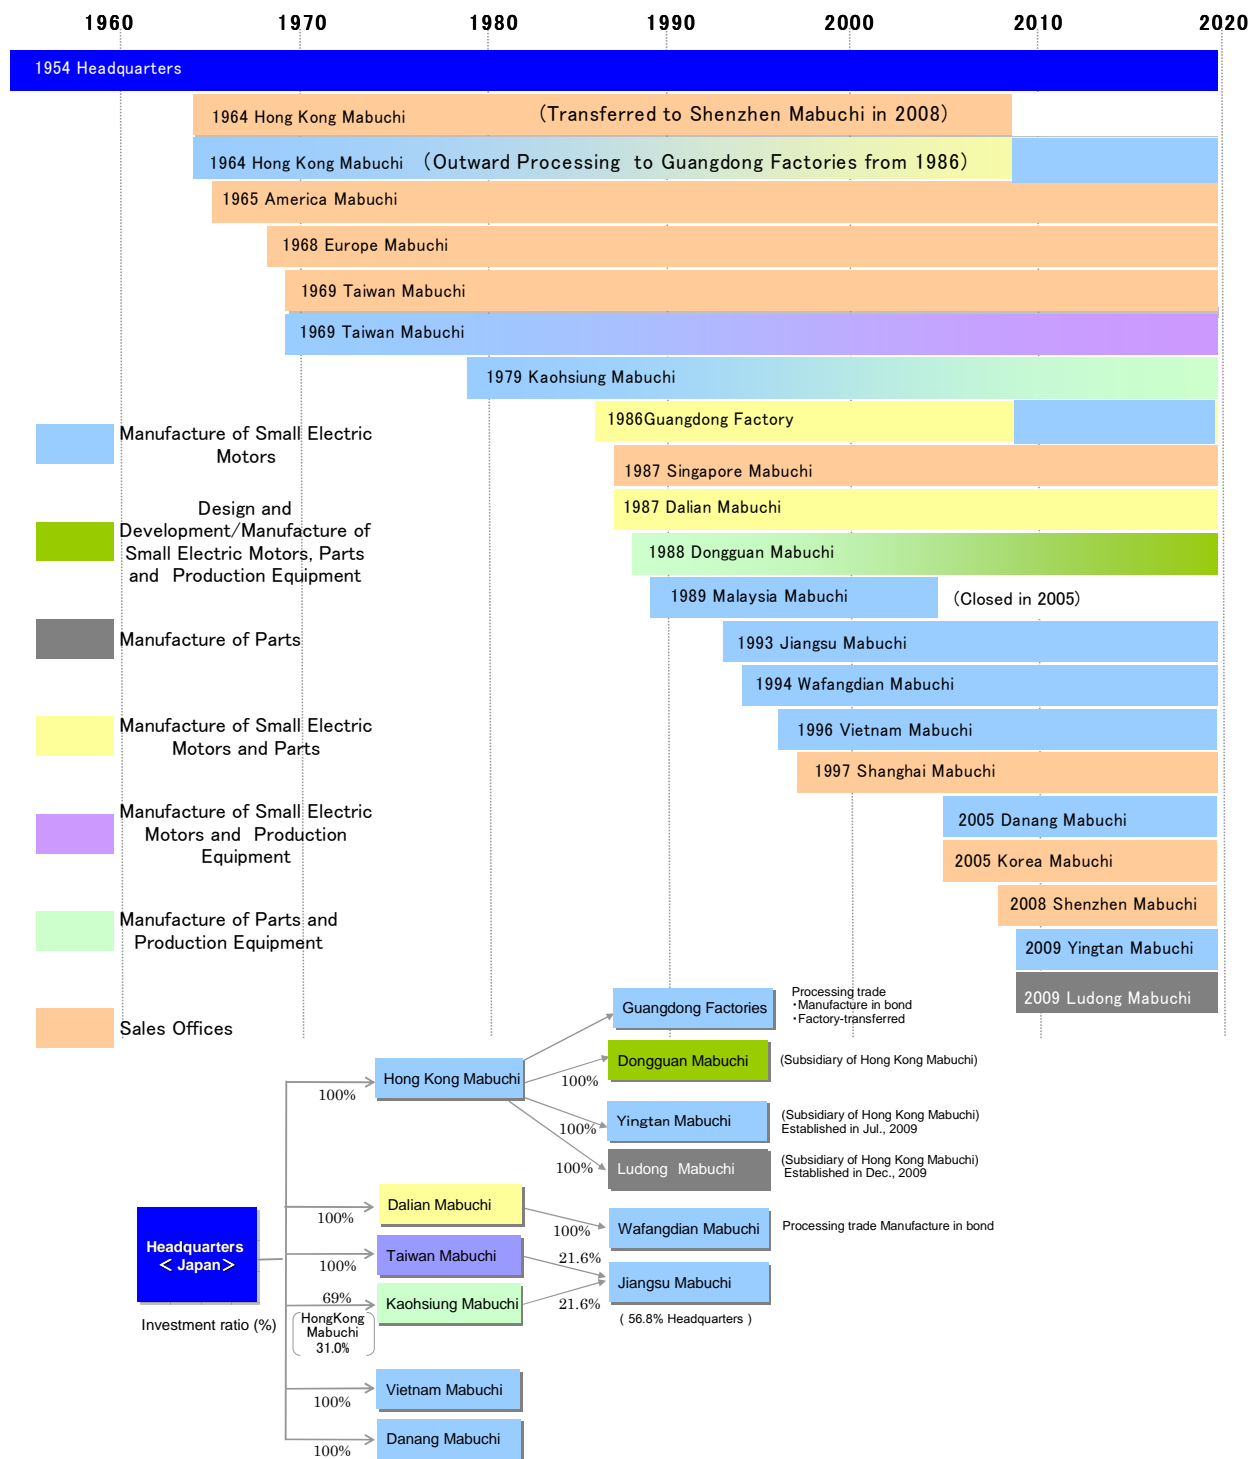 1960 1970 1980 1990 2000 2010 2020
1954 Headquarters
1964 Hong Kong Mabuchi (Transferred to Shenzhen Mabuchi in 2008)
1964 Hong Kong Mabuchi (Outward Processing to Guangdong Factories from 1986)
1965 America Mabuchi
1968 Europe Mabuchi
1969 Taiwan Mabuchi
1969 Taiwan Mabuchi
1979 Kaohsiung Mabuchi
1986Guangdong Factory
1987 Singapore Mabuchi
1987 Dalian Mabuchi
1988 Dongguan Mabuchi
1989 Malaysia Mabuchi (Closed in 2005)
1993 Jiangsu Mabuchi
1994 Wafangdian Mabuchi
1996 Vietnam Mabuchi
1997 Shanghai Mabuchi
2005 Danang Mabuchi
2005 Korea Mabuchi
2008 Shenzhen Mabuchi
2009 Yingtan Mabuchi
2009 Ludong Mabuchi
Manufacture of Small Electric
Motors
Design and
Development/Manufacture of
Small Electric Motors, Parts
and Production Equipment
Manufacture of Parts
Manufacture of Small Electric
Motors and Parts
Manufacture of Small Electric
Motors and Production
Equipment
Manufacture of Parts and
Production Equipment
Sales Offices
Headquarters
< Japan>
Investment ratio (%)
100%
Hong Kong Mabuchi
Guangdong Factories
Processing trade
・Manufacture in bond
・Factory-transferred
100%
Dongguan Mabuchi
(Subsidiary of Hong Kong Mabuchi)
100%
Yingtan Mabuchi
(Subsidiary of Hong Kong Mabuchi)
Established in Jul., 2009
100%
Ludong Mabuchi
(Subsidiary of Hong Kong Mabuchi)
Established in Dec., 2009
100%
Dalian Mabuchi
100%
Wafangdian Mabuchi
Processing trade Manufacture in bond
100%
Taiwan Mabuchi
21.6%
Jiangsu Mabuchi
69%
HongKong
Mabuchi
31.0%
Kaohsiung Mabuchi
21.6%
( 56.8% Headquarters )
100%
Vietnam Mabuchi
100%
Danang Mabuchi